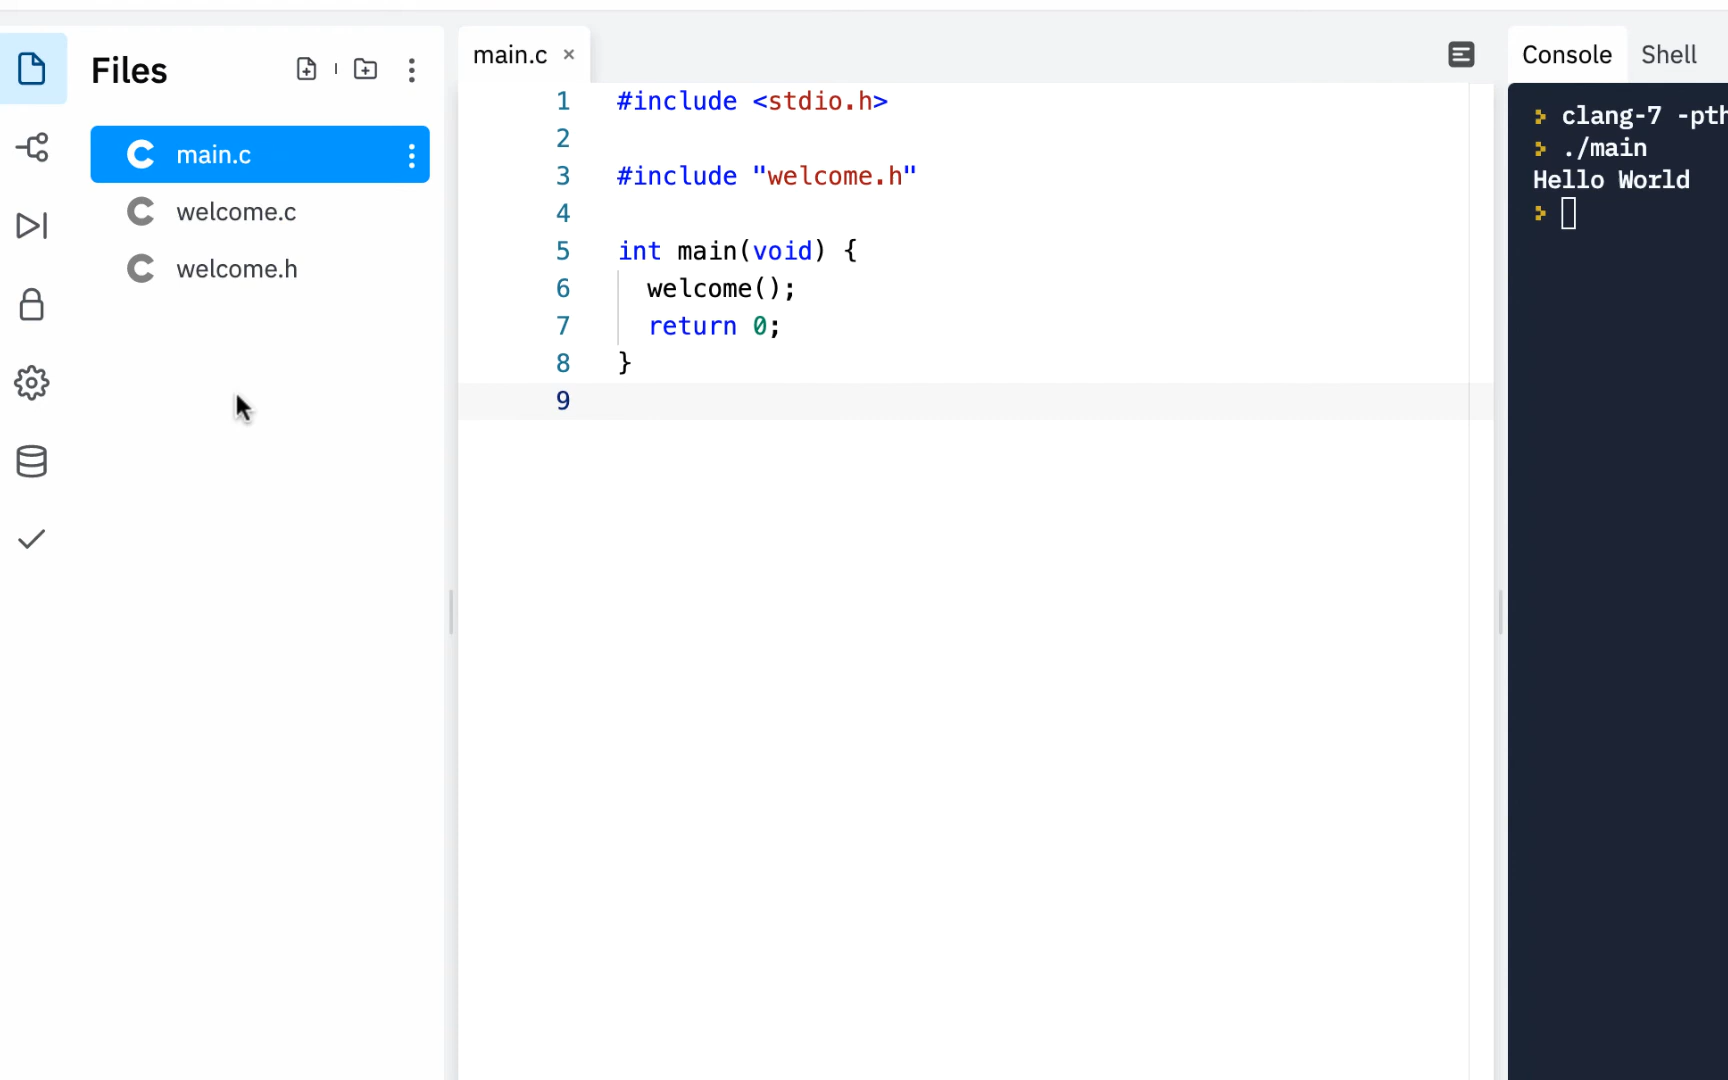 Files
main.c
welcome.c
welcome.h
main.c ×
1 #include <stdio.h>
2
3 #include "welcome.h"
4
5 int main(void) {
6 welcome();
7 return 0;
8 }
9
Console Shell
clang-7 -pth
./main
Hello World